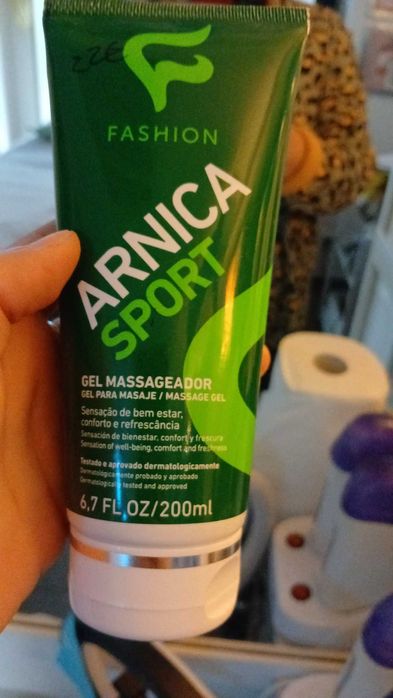 FASHION
ARNICA
SPORT
GEL MASSAGEADOR
GEL PARA MASAJE / MASSAGE GEL
Sensação de bem estar,
conforto e refrescância
Sensación de bienestar, confort y frescura
Sensation of well-being, comfort and freshness
Testado e aprovado dermatologicamente
Dermatológicamente probado y aprobado
Dermatologically tested and approved
6,7 FL OZ/200ml